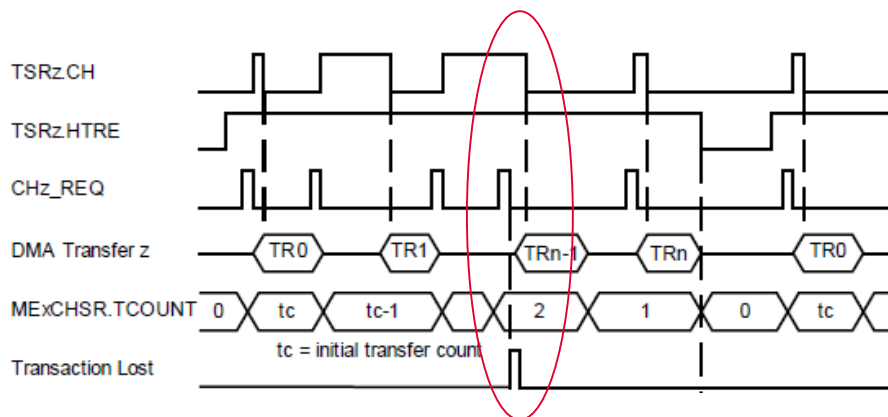 TSRz.CH
TSRz.HTRE
CHz_REQ
DMA Transfer z TR0 TR1 TRn-1 TRn TR0
MExCHSR.TCOUNT 0 tc tc-1 2 1 0 tc
tc = initial transfer count
Transaction Lost